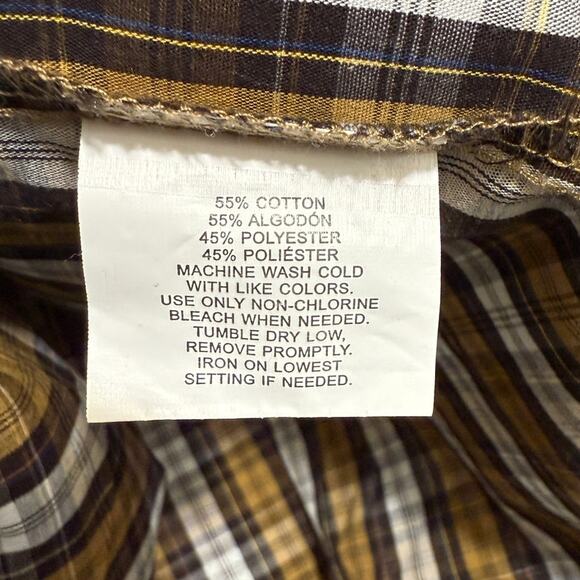 55% COTTON
55% ALGODÓN
45% POLYESTER
45% POLIÉSTER
MACHINE WASH COLD
WITH LIKE COLORS.
USE ONLY NON-CHLORINE
BLEACH WHEN NEEDED.
TUMBLE DRY LOW,
REMOVE PROMPTLY.
IRON ON LOWEST
SETTING IF NEEDED.